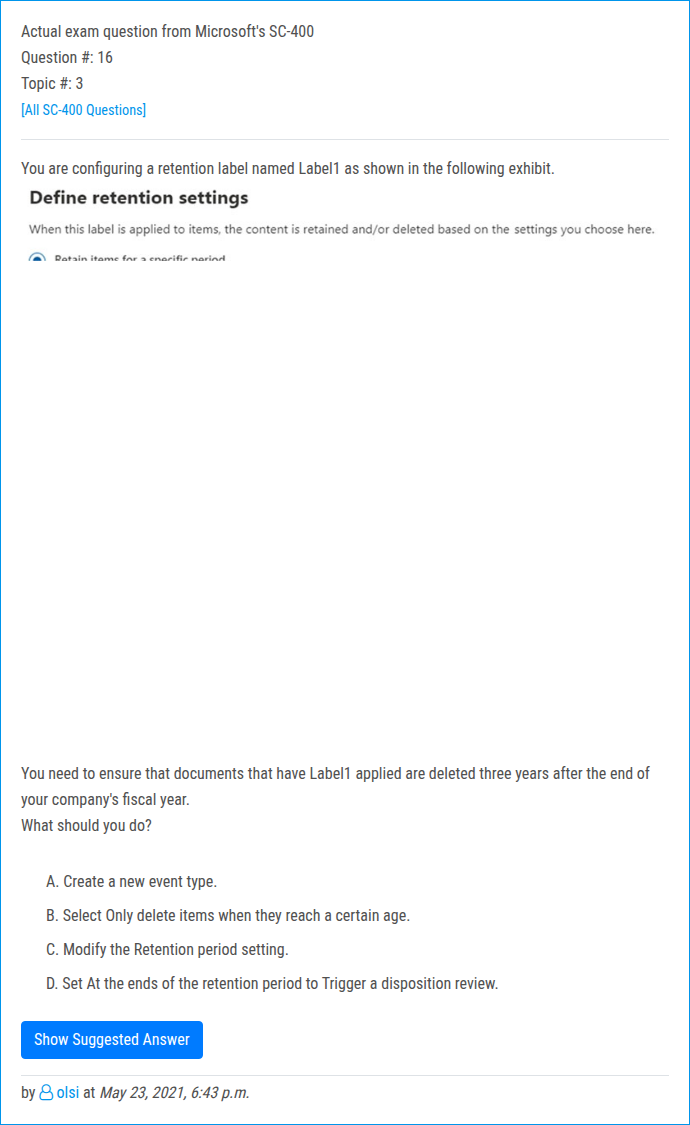 Actual exam question from Microsoft's SC-400
Question #: 16
Topic #: 3
[All SC-400 Questions]
You are configuring a retention label named Label1 as shown in the following exhibit.
Define retention settings
When this label is applied to items, the content is retained and/or deleted based on the settings you choose here.
Retain items for a specific period
You need to ensure that documents that have Label1 applied are deleted three years after the end of
your company's fiscal year.
What should you do?
A. Create a new event type.
B. Select Only delete items when they reach a certain age.
C. Modify the Retention period setting.
D. Set At the ends of the retention period to Trigger a disposition review.
Show Suggested Answer
by olsi at May 23, 2021, 6:43 p.m.